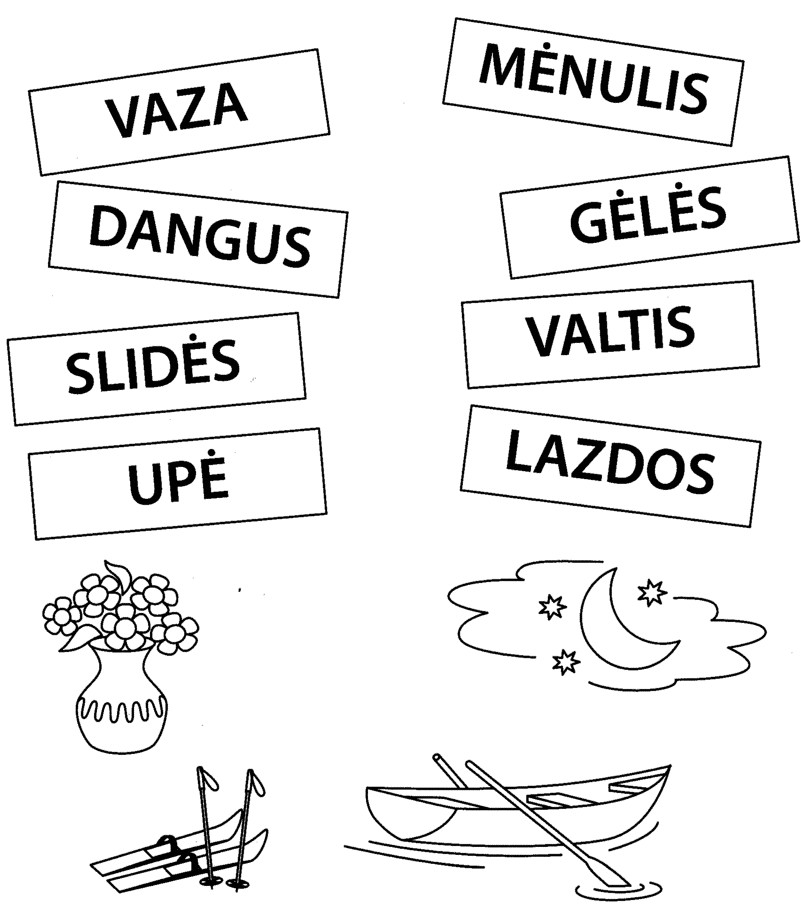 VAZA
MĖNULIS
DANGUS
GĖLĖS
SLIDĖS
VALTIS
UPĖ
LAZDOS